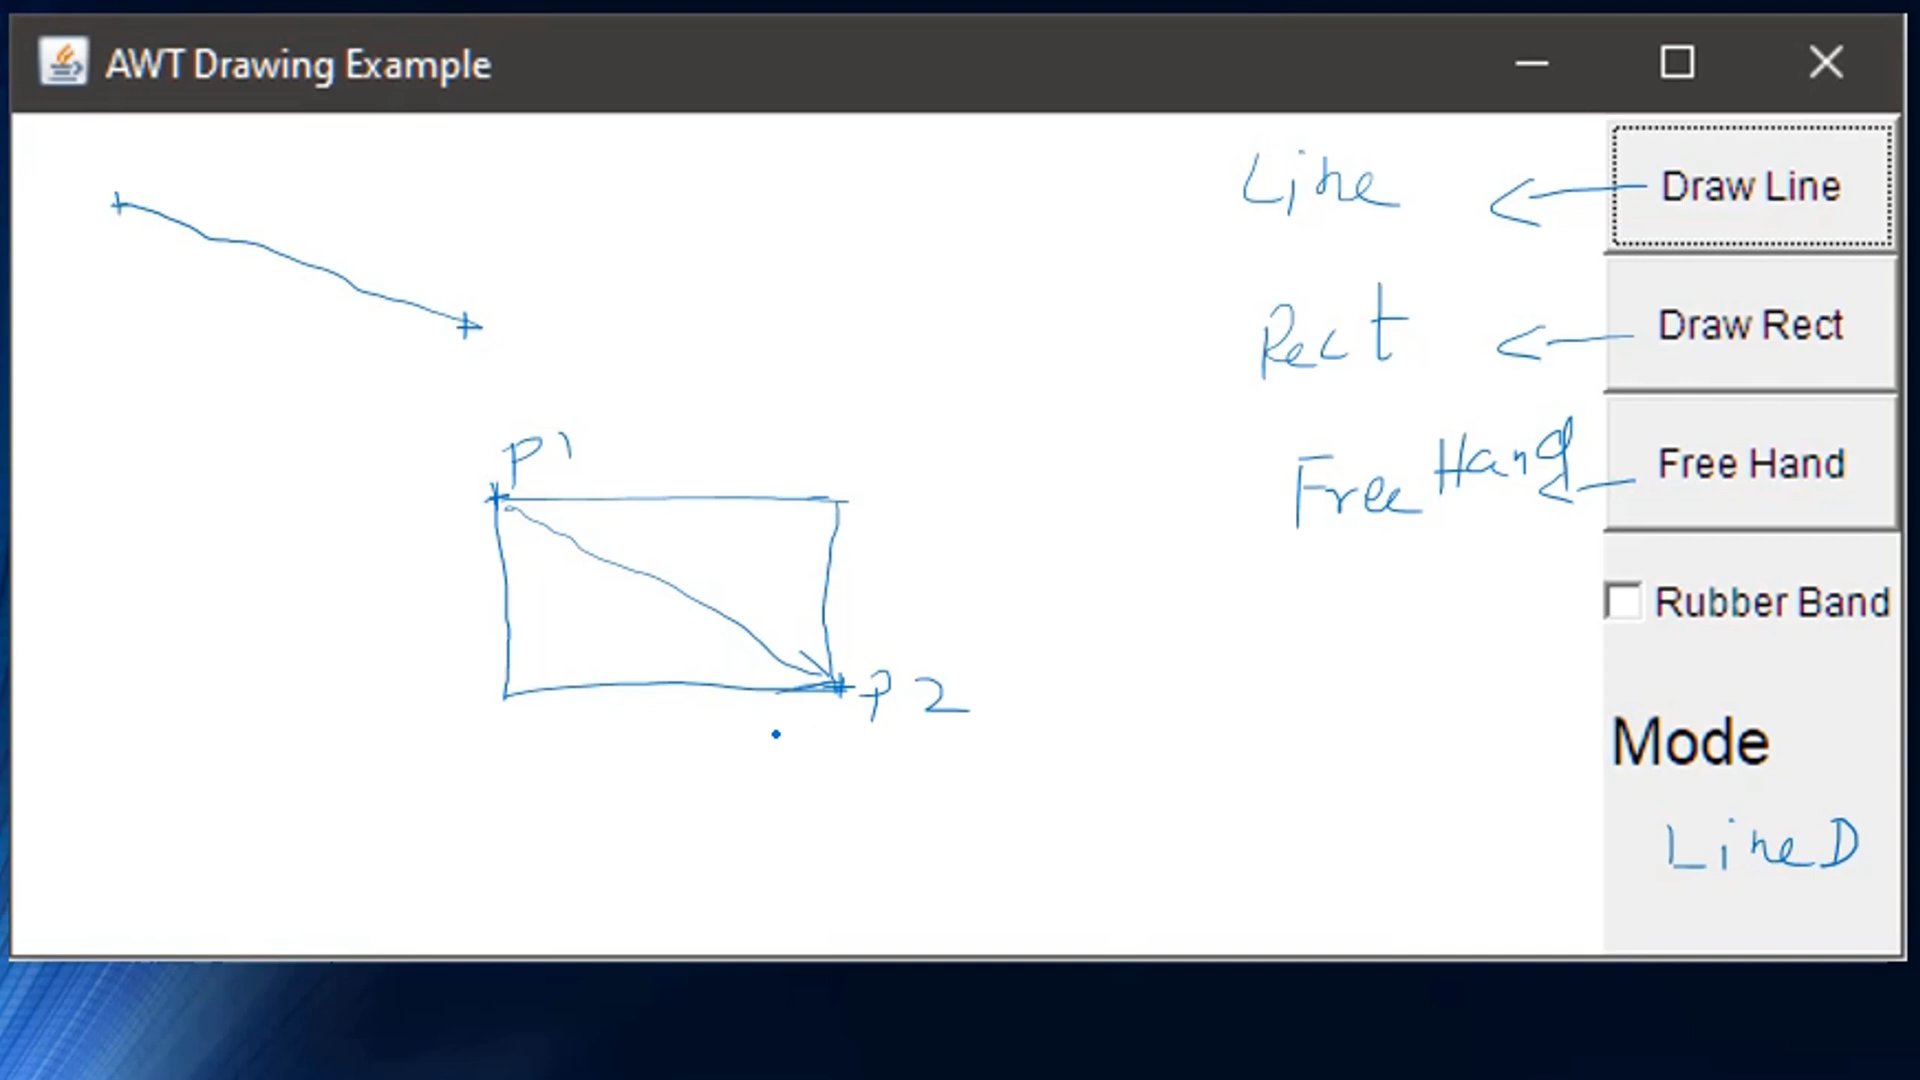 AWT Drawing Example
Line
Draw Line
Rect
Draw Rect
Free Hand
Free Hand
P1
Rubber Band
P2
Mode
LineD